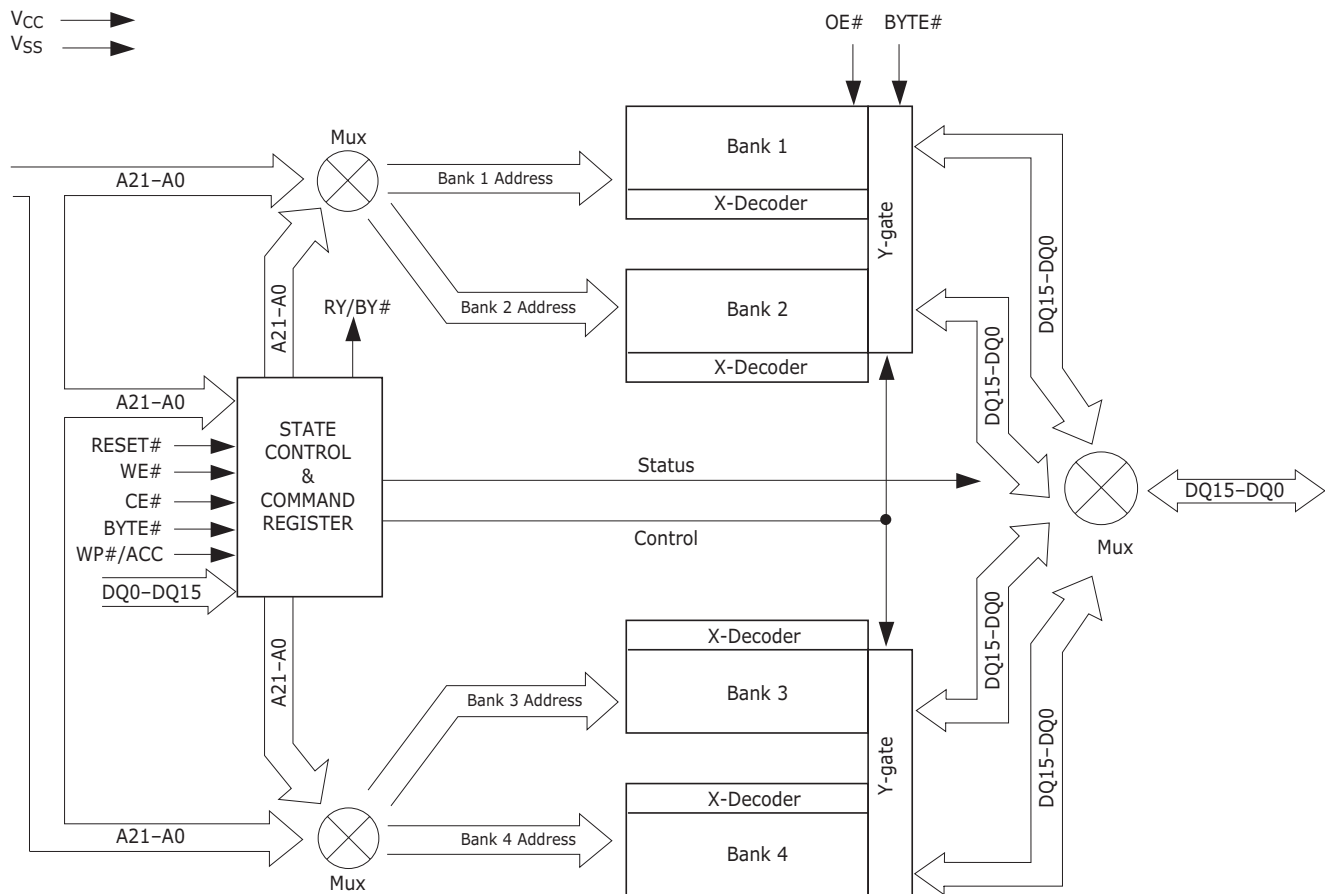 VCC
VSS
OE# BYTE#
Mux
A21–A0
Bank 1 Address
Bank 1
X-Decoder
Y-gate
DQ15–DQ0
A21–A0
RY/BY#
Bank 2 Address
Bank 2
X-Decoder
DQ15–DQ0
A21–A0
RESET#
WE#
CE#
BYTE#
WP#/ACC
DQ0–DQ15
STATE
CONTROL
&
COMMAND
REGISTER
Status
Control
DQ15–DQ0
Mux
A21–A0
X-Decoder
Bank 3 Address
Bank 3
Y-gate
DQ15–DQ0
DQ15–DQ0
X-Decoder
A21–A0
Bank 4 Address
Bank 4
Mux